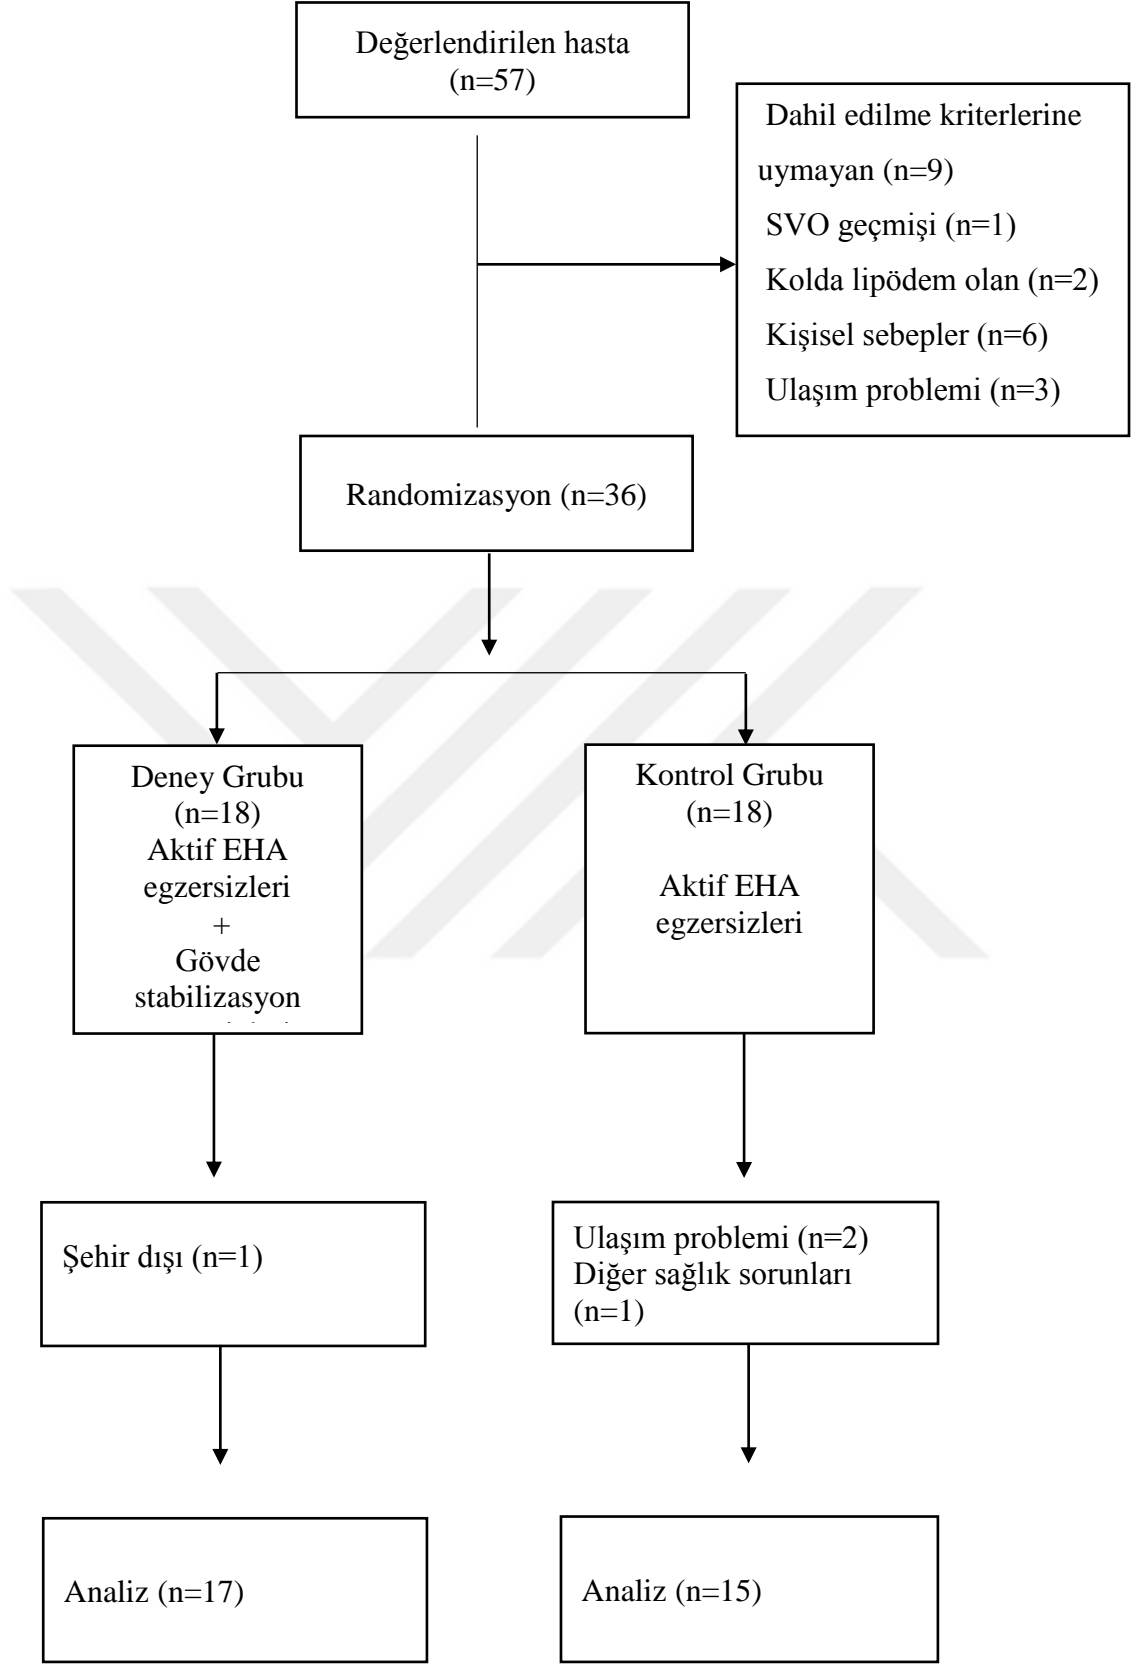 Değerlendirilen hasta
(n=57)
Dahil edilme kriterlerine
uymayan (n=9)
SVO geçmişi (n=1)
Kolda lipödem olan (n=2)
Kişisel sebepler (n=6)
Ulaşım problemi (n=3)
Randomizasyon (n=36)
Deney Grubu
(n=18)
Aktif EHA
egzersizleri
+
Gövde
stabilizasyon
Kontrol Grubu
(n=18)
Aktif EHA
egzersizleri
Şehir dışı (n=1)
Ulaşım problemi (n=2)
Diğer sağlık sorunları
(n=1)
Analiz (n=17)
Analiz (n=15)